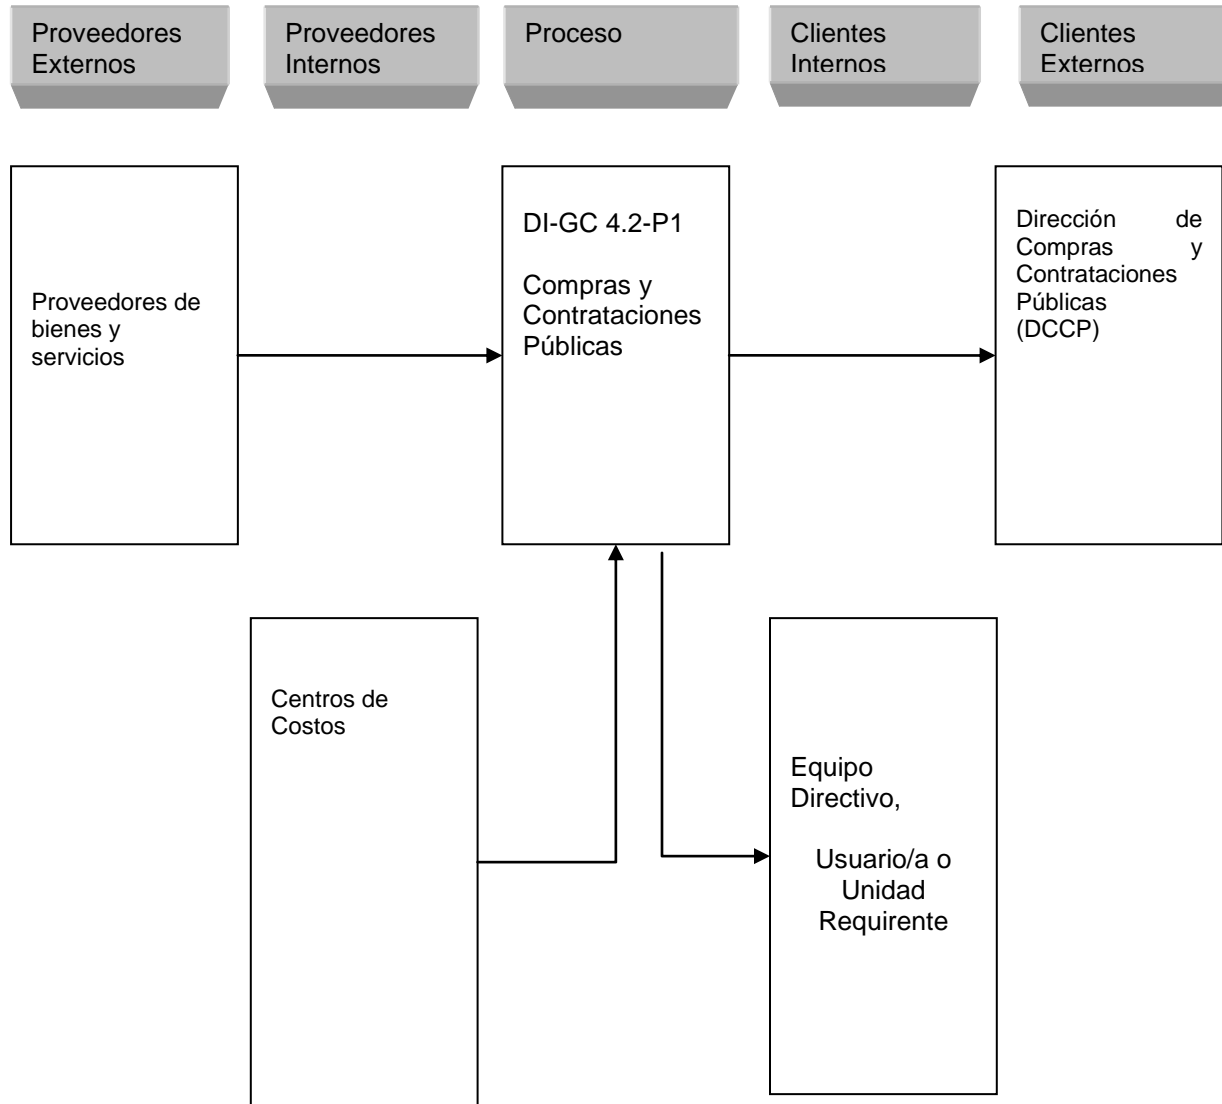 Proveedores
Externos
Proveedores
Internos
Proceso
Clientes
Internos
Clientes
Externos
Proveedores de
bienes y
servicios
DI-GC 4.2-P1
Compras y
Contrataciones
Públicas
Dirección de
Compras y
Contrataciones
Públicas
(DCCP)
Centros de
Costos
Equipo
Directivo,
Usuario/a o
Unidad
Requirente